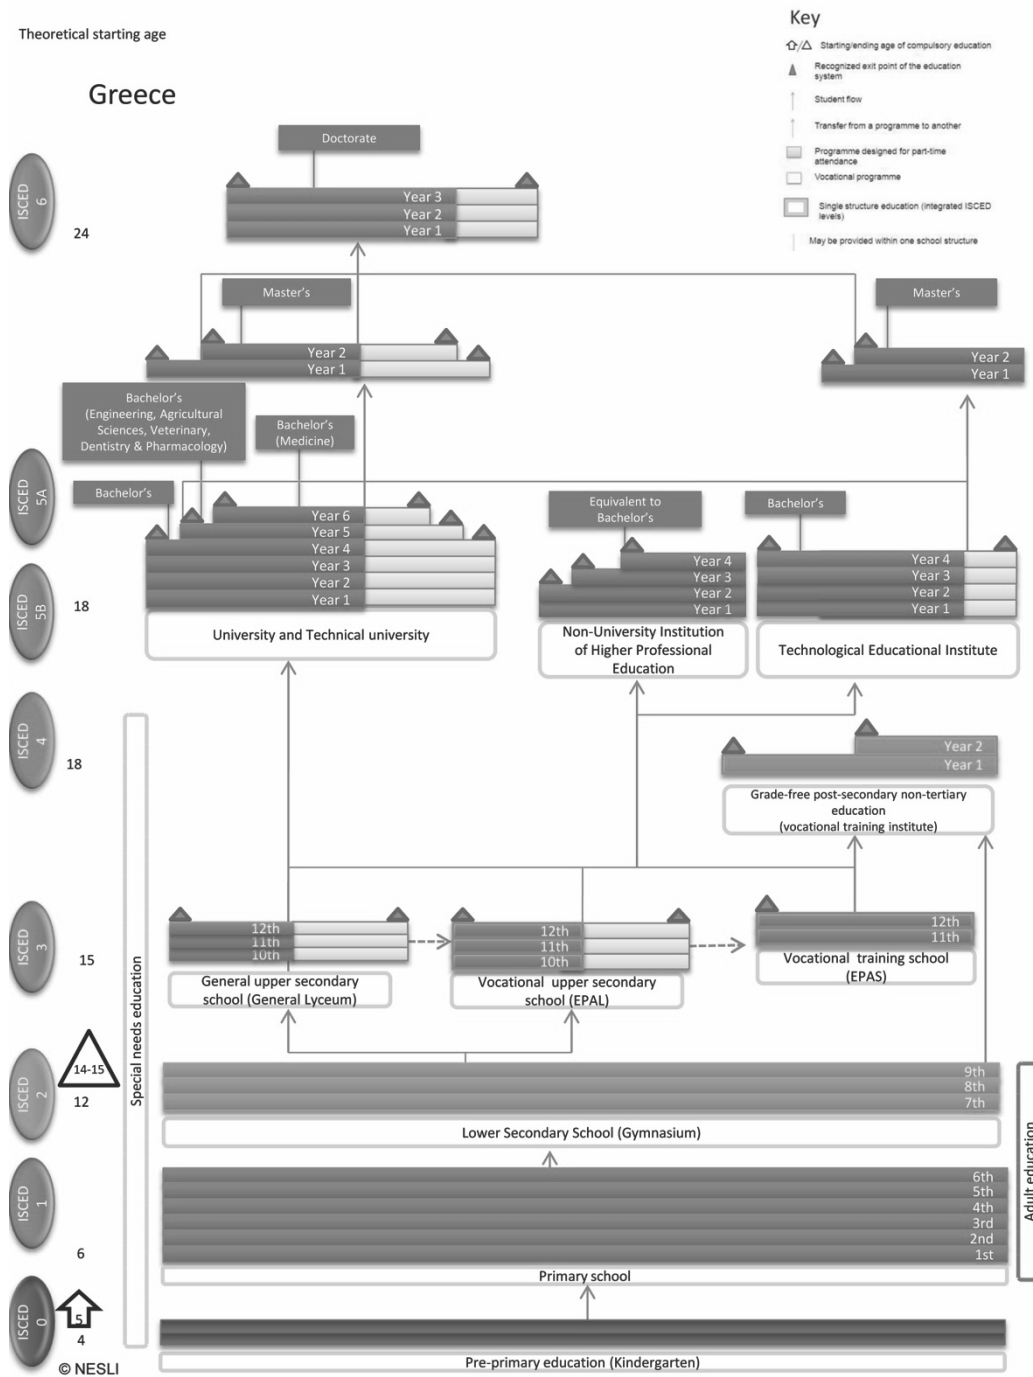 Theoretical starting age
Greece
Key
Starting/ending age of compulsory education
Recognized exit point of the education
system
Student flow
Transfer from a programme to another
Programme designed for part-time
attendance
Vocational programme
Single structure education (integrated ISCED
levels)
May be provided within one school structure
Doctorate
ISCED
6
24
Year 3
Year 2
Year 1
Master's
Year 2
Year 1
Master's
Year 2
Year 1
Bachelor's
(Engineering, Agricultural
Sciences, Veterinary,
Dentistry & Pharmacology)
Bachelor's
(Medicine)
ISCED
5A
Bachelor's
Year 6
Year 5
Year 4
Year 3
Year 2
Year 1
University and Technical university
Equivalent to
Bachelor's
Year 4
Year 3
Year 2
Year 1
Non-University Institution
of Higher Professional
Education
Bachelor's
Year 4
Year 3
Year 2
Year 1
Technological Educational Institute
ISCED
5B
18
ISCED
4
18
Year 2
Year 1
Grade-free post-secondary non-tertiary
education
(vocational training institute)
ISCED
3
15
12th
11th
10th
General upper secondary
school (General Lyceum)
12th
11th
10th
Vocational upper secondary
school (EPAL)
12th
11th
Vocational training school
(EPAS)
Special needs education
ISCED
2
14-15
12
9th
8th
7th
Lower Secondary School (Gymnasium)
Adult education
ISCED
1
6
6th
5th
4th
3rd
2nd
1st
Primary school
ISCED
0
5
4
Pre-primary education (Kindergarten)
© NESLI